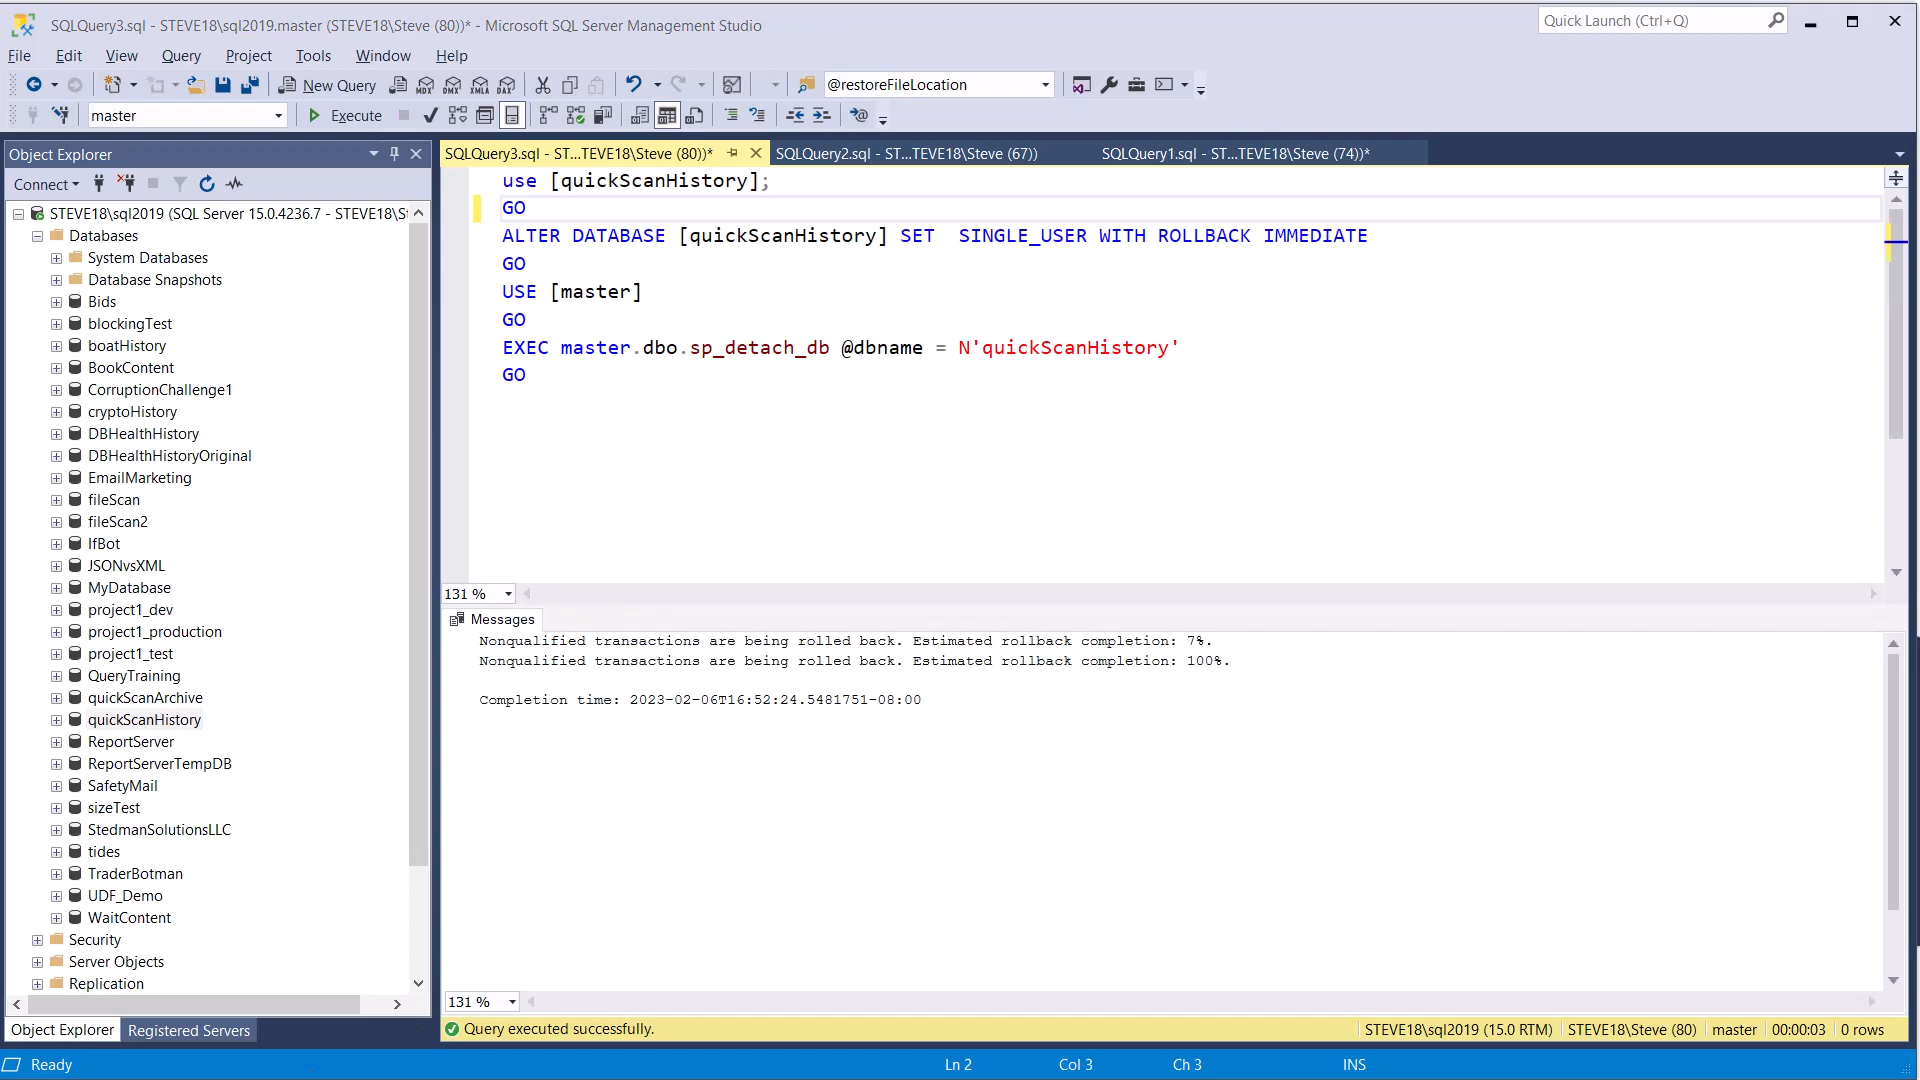 SQLQuery3.sql - STEVE18\sql2019.master (STEVE18\Steve (80))* - Microsoft SQL Server Management Studio
Quick Launch (Ctrl+Q)
File Edit View Query Project Tools Window Help
New Query
MDX DMX XMLA DAX
@restoreFileLocation
master
Execute
Object Explorer
SQLQuery3.sql - ST...TEVE18\Steve (80))*
SQLQuery2.sql - ST...TEVE18\Steve (67))
SQLQuery1.sql - ST...TEVE18\Steve (74))*
Connect
STEVE18\sql2019 (SQL Server 15.0.4236.7 - STEVE18\St
Databases
System Databases
Database Snapshots
Bids
blockingTest
boatHistory
BookContent
CorruptionChallenge1
cryptoHistory
DBHealthHistory
DBHealthHistoryOriginal
EmailMarketing
fileScan
fileScan2
IfBot
JSONvsXML
MyDatabase
project1_dev
project1_production
project1_test
QueryTraining
quickScanArchive
quickScanHistory
ReportServer
ReportServerTempDB
SafetyMail
sizeTest
StedmanSolutionsLLC
tides
TraderBotman
UDF_Demo
WaitContent
Security
Server Objects
Replication
Object Explorer
Registered Servers
use [quickScanHistory];
GO
ALTER DATABASE [quickScanHistory] SET  SINGLE_USER WITH ROLLBACK IMMEDIATE
GO
USE [master]
GO
EXEC master.dbo.sp_detach_db @dbname = N'quickScanHistory'
GO
131 %
Messages
Nonqualified transactions are being rolled back. Estimated rollback completion: 7%.
Nonqualified transactions are being rolled back. Estimated rollback completion: 100%.
Completion time: 2023-02-06T16:52:24.5481751-08:00
131 %
Query executed successfully.
STEVE18\sql2019 (15.0 RTM)
STEVE18\Steve (80)
master
00:00:03
0 rows
Ready
Ln 2
Col 3
Ch 3
INS